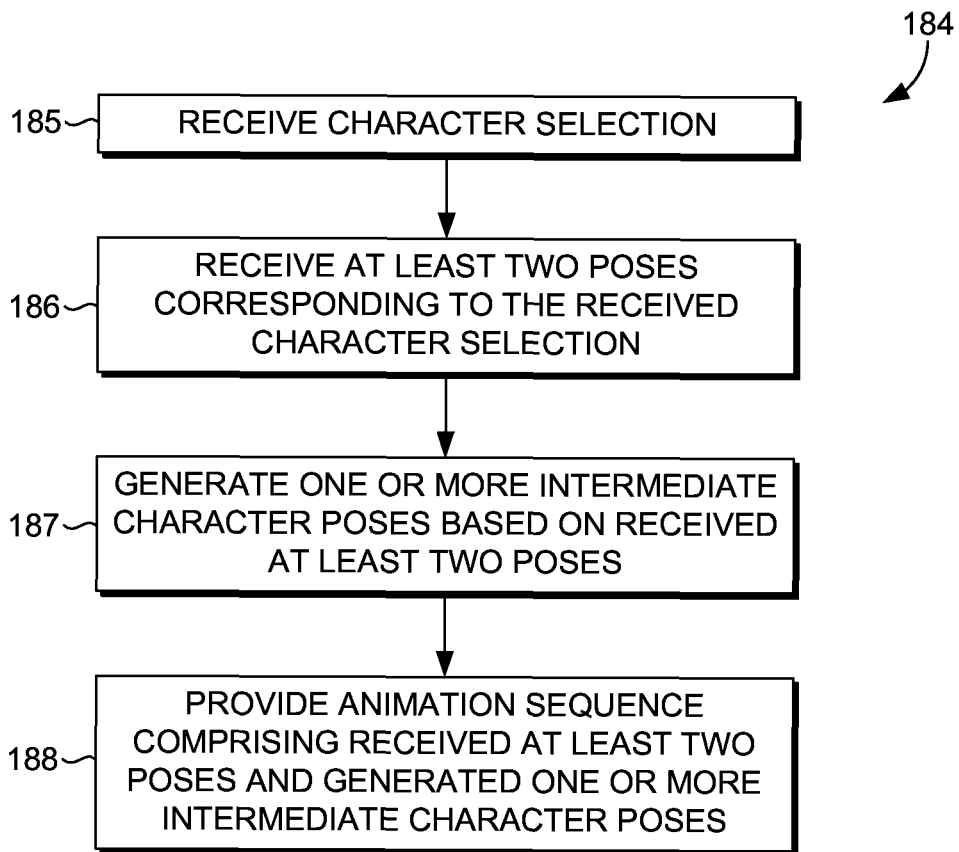 184
185
RECEIVE CHARACTER SELECTION
186
RECEIVE AT LEAST TWO POSES
CORRESPONDING TO THE RECEIVED
CHARACTER SELECTION
187
GENERATE ONE OR MORE INTERMEDIATE
CHARACTER POSES BASED ON RECEIVED
AT LEAST TWO POSES
188
PROVIDE ANIMATION SEQUENCE
COMPRISING RECEIVED AT LEAST TWO
POSES AND GENERATED ONE OR MORE
INTERMEDIATE CHARACTER POSES